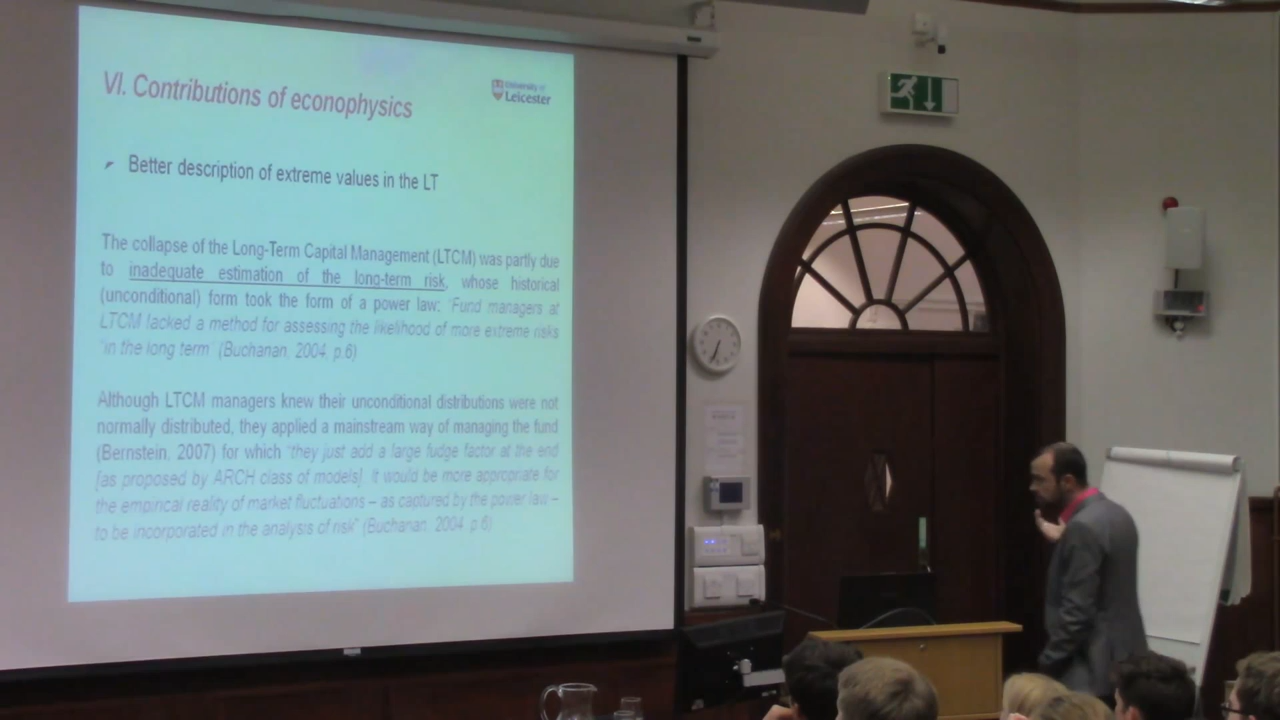 VI. Contributions of econophysics
University of
Leicester
Better description of extreme values in the LT
The collapse of the Long-Term Capital Management (LTCM) was partly due
to inadequate estimation of the long-term risk, whose historical
(unconditional) form took the form of a power law: "Fund managers at
LTCM lacked a method for assessing the likelihood of more extreme risks
"in the long term" (Buchanan, 2004, p.6)
Although LTCM managers knew their unconditional distributions were not
normally distributed, they applied a mainstream way of managing the fund
(Bernstein, 2007) for which "they just add a large fudge factor at the end
[as proposed by ARCH class of models]. It would be more appropriate for
the empirical reality of market fluctuations – as captured by the power law –
to be incorporated in the analysis of risk" (Buchanan, 2004, p.6)